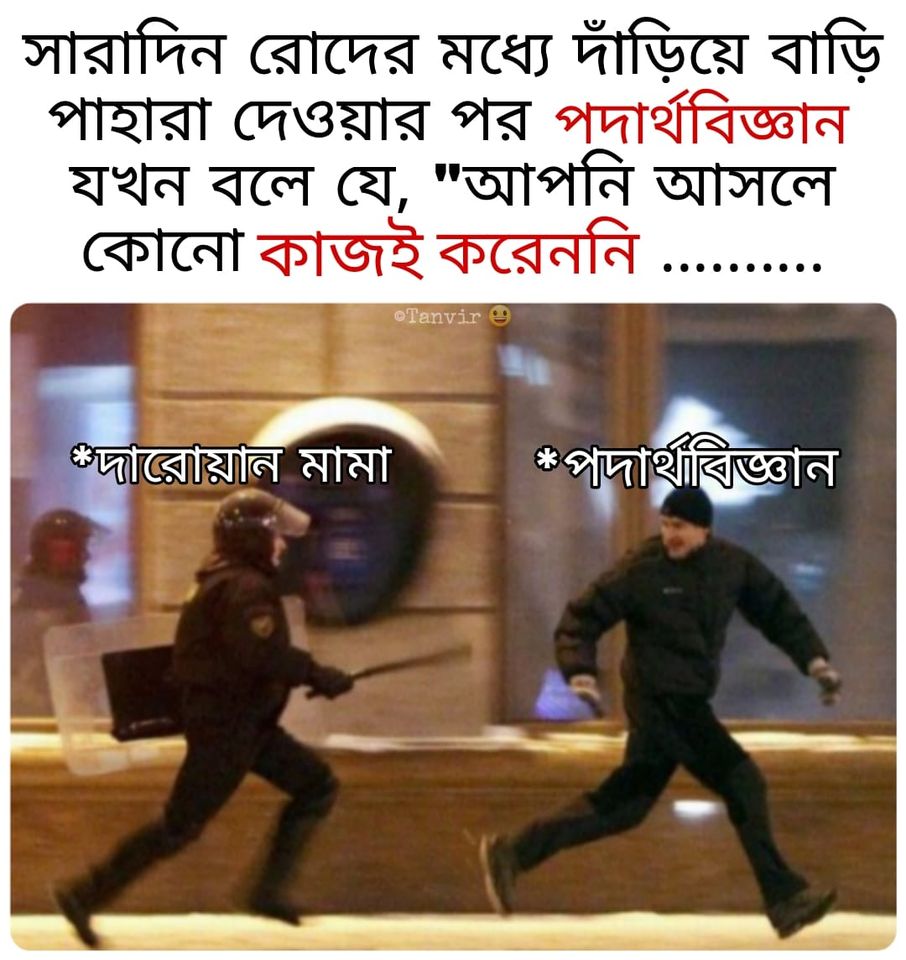 সারাদিন রোদের মধ্যে দাঁড়িয়ে বাড়ি
পাহারা দেওয়ার পর পদার্থবিজ্ঞান
যখন বলে যে, "আপনি আসলে
কোনো কাজই করেননি ..........
©Tanvir
*দারোয়ান মামা
*পদার্থবিজ্ঞান